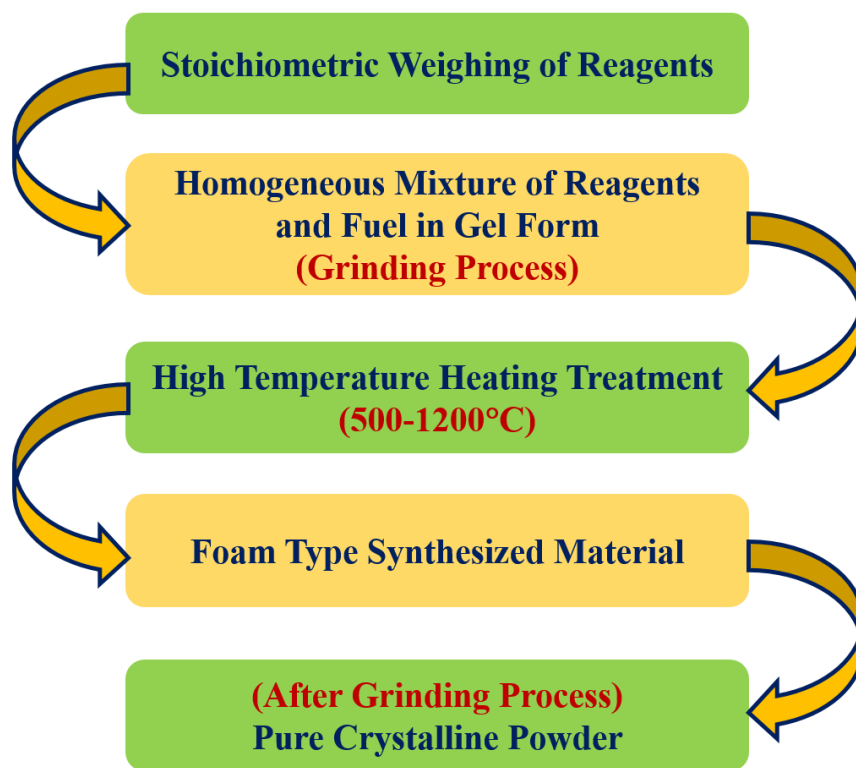 Stoichiometric Weighing of Reagents
Homogeneous Mixture of Reagents
and Fuel in Gel Form
(Grinding Process)
High Temperature Heating Treatment
(500-1200°C)
Foam Type Synthesized Material
(After Grinding Process)
Pure Crystalline Powder